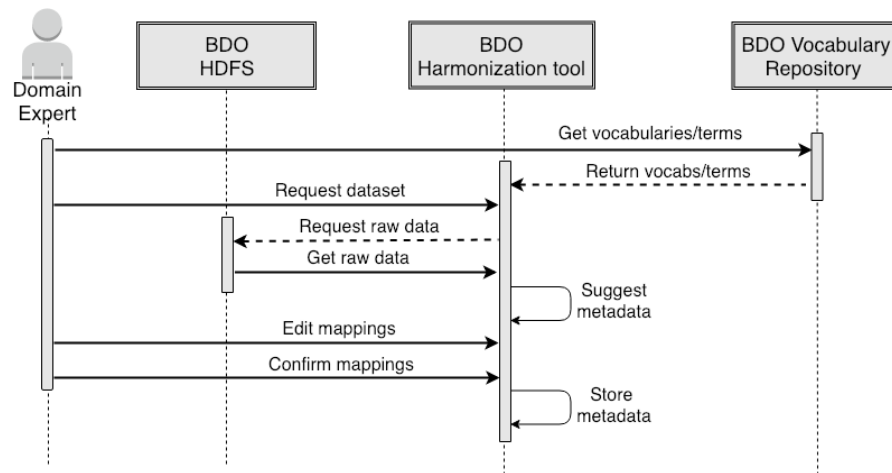 Domain
Expert
BDO
HDFS
BDO
Harmonization tool
BDO Vocabulary
Repository
Get vocabularies/terms
Return vocabs/terms
Request dataset
Request raw data
Get raw data
Suggest
metadata
Edit mappings
Confirm mappings
Store
metadata